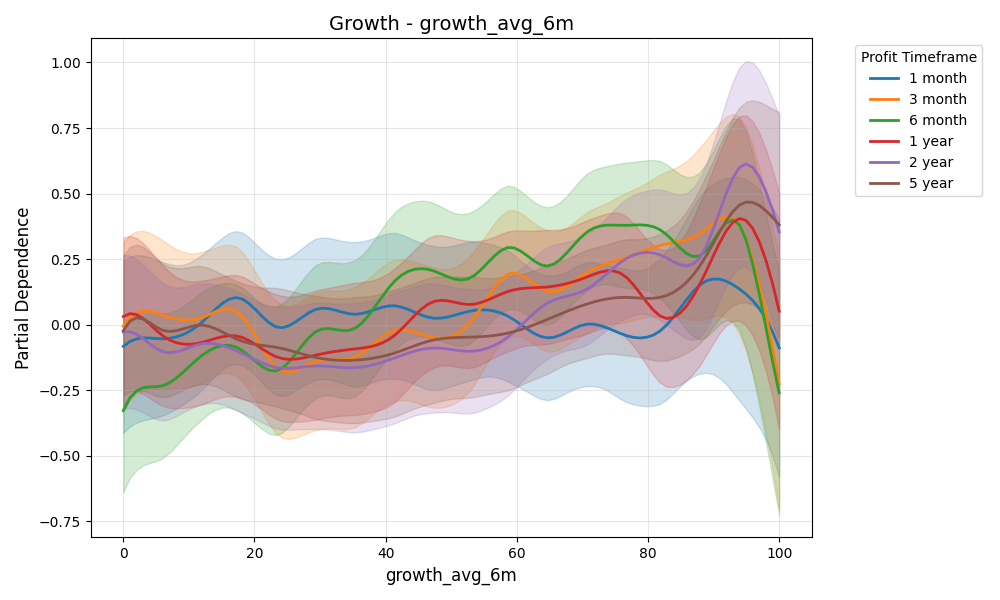 Growth - growth_avg_6m
Partial Dependence
1.00
0.75
0.50
0.25
0.00
−0.25
−0.50
−0.75
0
20
40
60
80
100
growth_avg_6m
Profit Timeframe
1 month
3 month
6 month
1 year
2 year
5 year